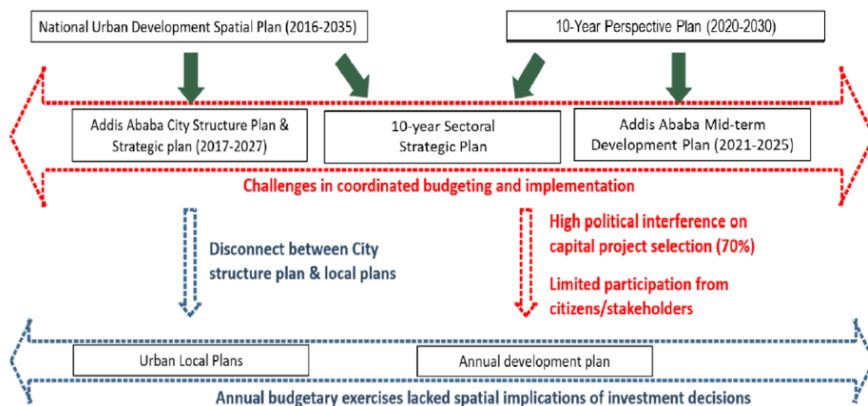 National Urban Development Spatial Plan (2016-2035)
10-Year Perspective Plan (2020-2030)
Addis Ababa City Structure Plan &
Strategic plan (2017-2027)
10-year Sectoral
Strategic Plan
Addis Ababa Mid-term
Development Plan (2021-2025)
Challenges in coordinated budgeting and implementation
Disconnect between City
structure plan & local plans
High political interference on
capital project selection (70%)
Limited participation from
citizens/stakeholders
Urban Local Plans
Annual development plan
Annual budgetary exercises lacked spatial implications of investment decisions